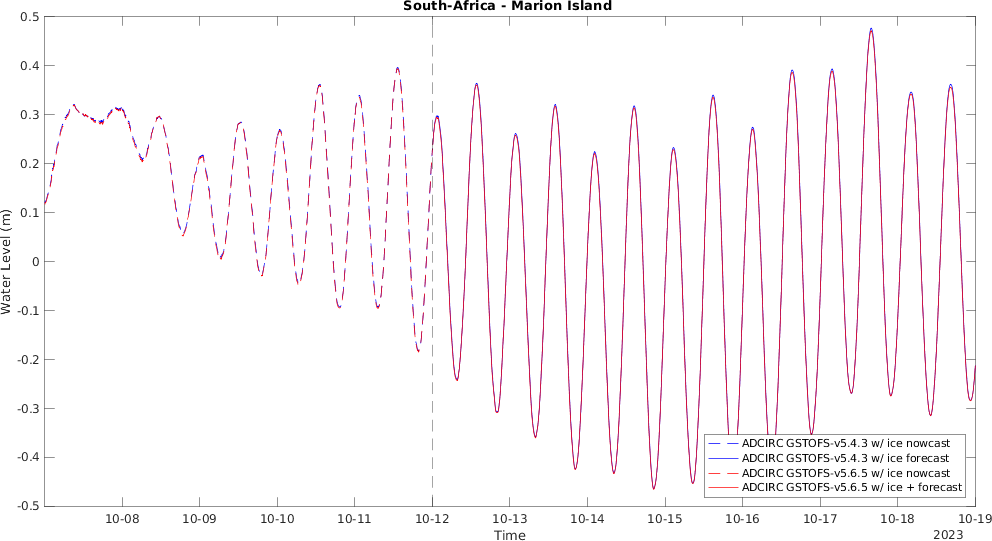 South-Africa - Marion Island
0.5
0.4
0.3
0.2
0.1
0
-0.1
-0.2
-0.3
-0.4
-0.5
Water Level (m)
ADCIRC GSTOFS-v5.4.3 w/ ice nowcast
ADCIRC GSTOFS-v5.4.3 w/ ice forecast
ADCIRC GSTOFS-v5.6.5 w/ ice nowcast
ADCIRC GSTOFS-v5.6.5 w/ ice + forecast
10-08 10-09 10-10 10-11 10-12 10-13 10-14 10-15 10-16 10-17 10-18 10-19
Time
2023